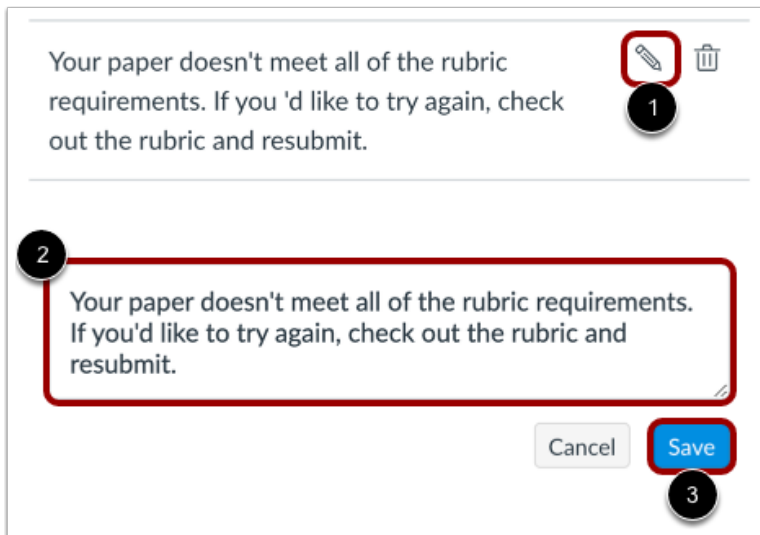 Your paper doesn't meet all of the rubric
requirements. If you 'd like to try again, check
out the rubric and resubmit.
1
2
Your paper doesn't meet all of the rubric requirements.
If you'd like to try again, check out the rubric and
resubmit.
Cancel Save
3